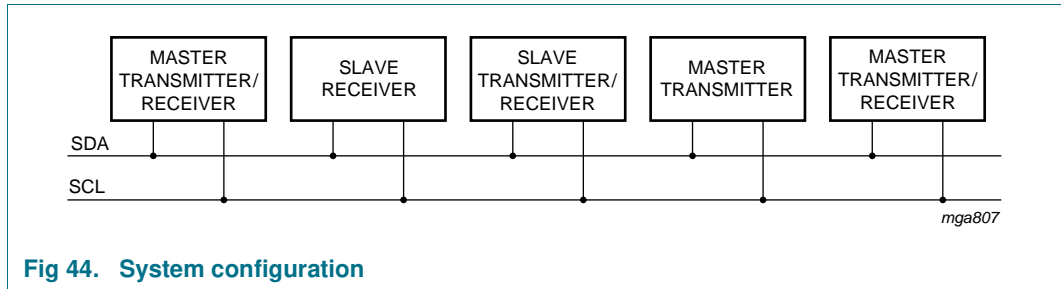 MASTER
TRANSMITTER/
RECEIVER
SLAVE
RECEIVER
SLAVE
TRANSMITTER/
RECEIVER
MASTER
TRANSMITTER
MASTER
TRANSMITTER/
RECEIVER
SDA
SCL
mga807
Fig 44. System configuration